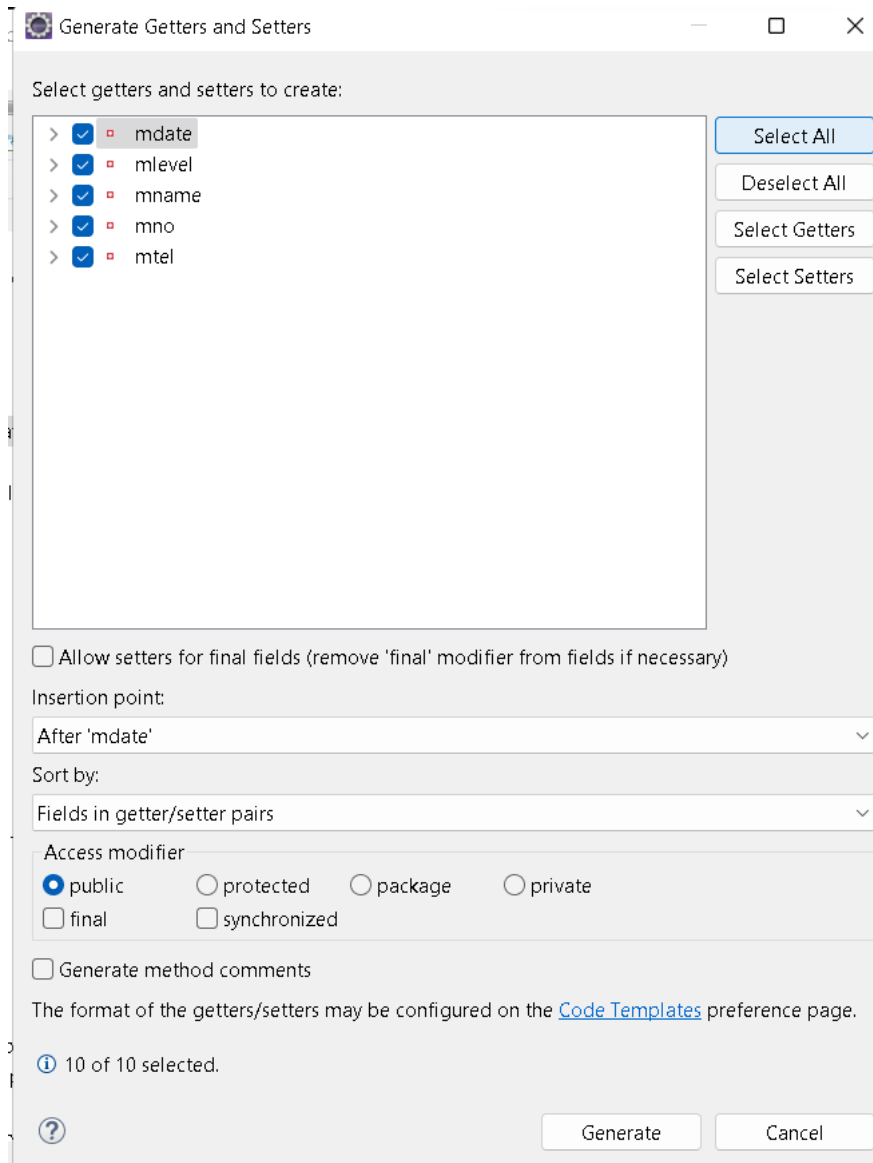 Generate Getters and Setters
Select getters and setters to create:
mdate
mlevel
mname
mno
mtel
Select All
Deselect All
Select Getters
Select Setters
Allow setters for final fields (remove 'final' modifier from fields if necessary)
Insertion point:
After 'mdate'
Sort by:
Fields in getter/setter pairs
Access modifier
public protected package private
final synchronized
Generate method comments
The format of the getters/setters may be configured on the Code Templates preference page.
10 of 10 selected.
Generate Cancel